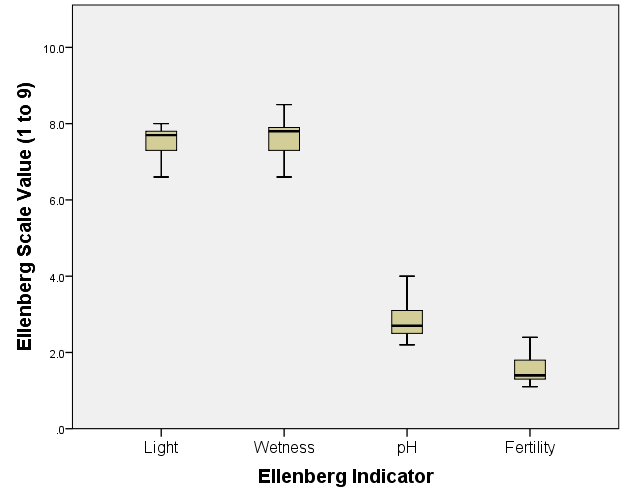 Ellenberg Scale Value (1 to 9)
10.0
8.0
6.0
4.0
2.0
.0
Light Wetness pH Fertility
Ellenberg Indicator